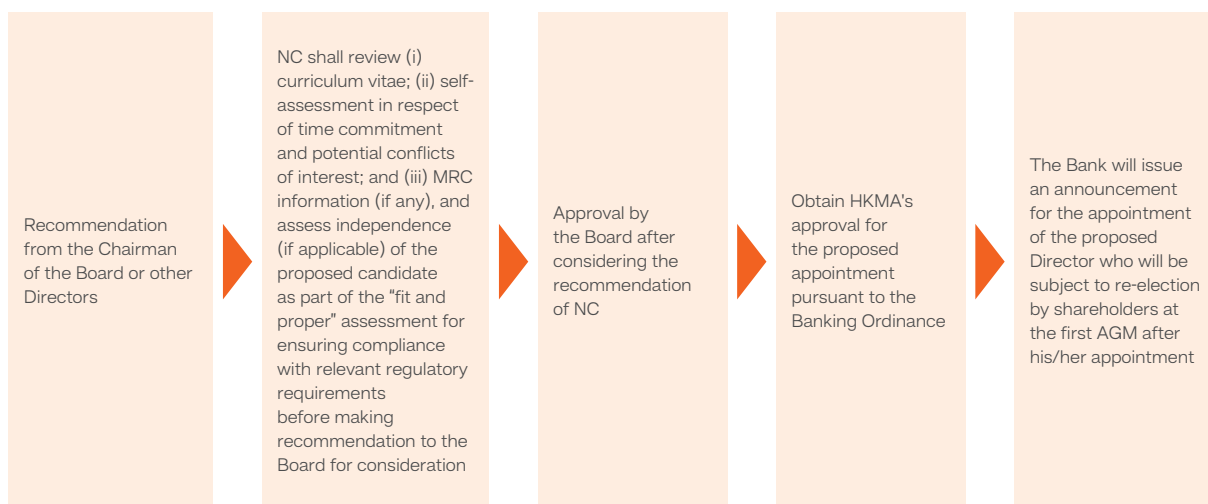 Recommendation
from the Chairman
of the Board or other
Directors
NC shall review (i)
curriculum vitae; (ii) self-
assessment in respect
of time commitment
and potential conflicts
of interest; and (iii) MRC
information (if any), and
assess independence
(if applicable) of the
proposed candidate
as part of the "fit and
proper" assessment for
ensuring compliance
with relevant regulatory
requirements
before making
recommendation to the
Board for consideration
Approval by
the Board after
considering the
recommendation
of NC
Obtain HKMA's
approval for
the proposed
appointment
pursuant to the
Banking Ordinance
The Bank will issue
an announcement
for the appointment
of the proposed
Director who will be
subject to re-election
by shareholders at
the first AGM after
his/her appointment